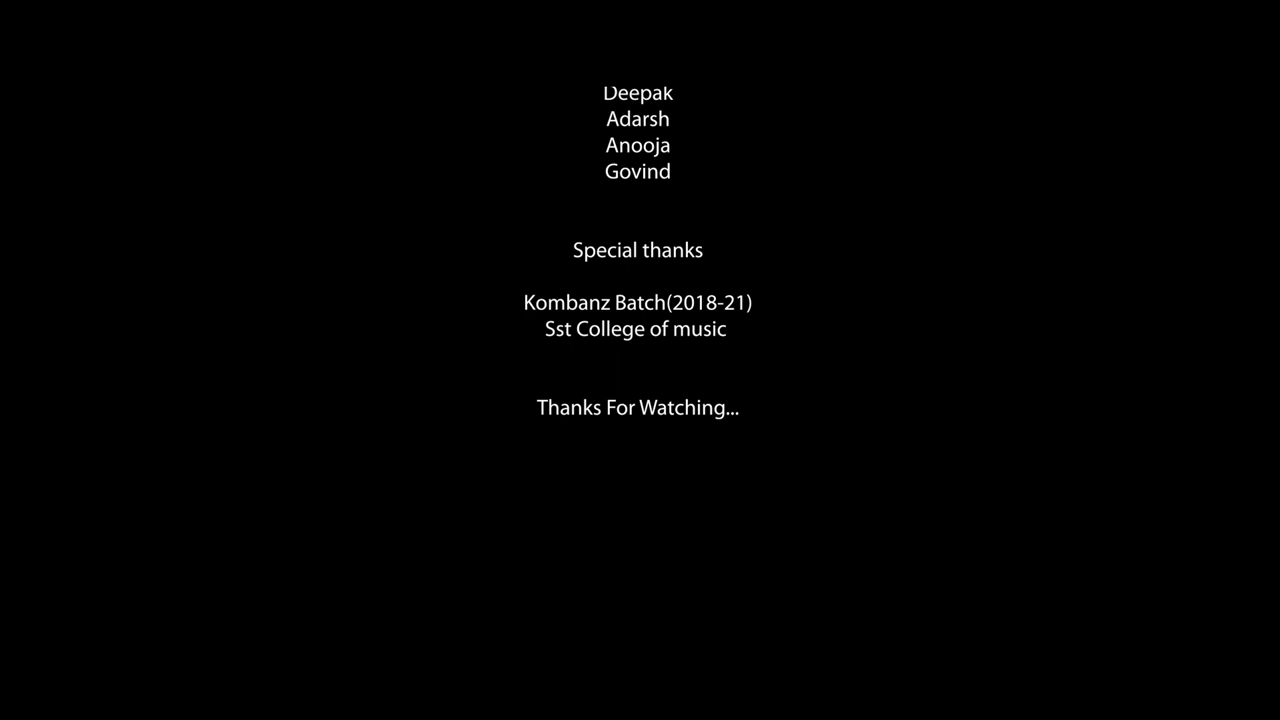 Deepak
Adarsh
Anooja
Govind
Special thanks
Kombanz Batch(2018-21)
Sst College of music
Thanks For Watching...